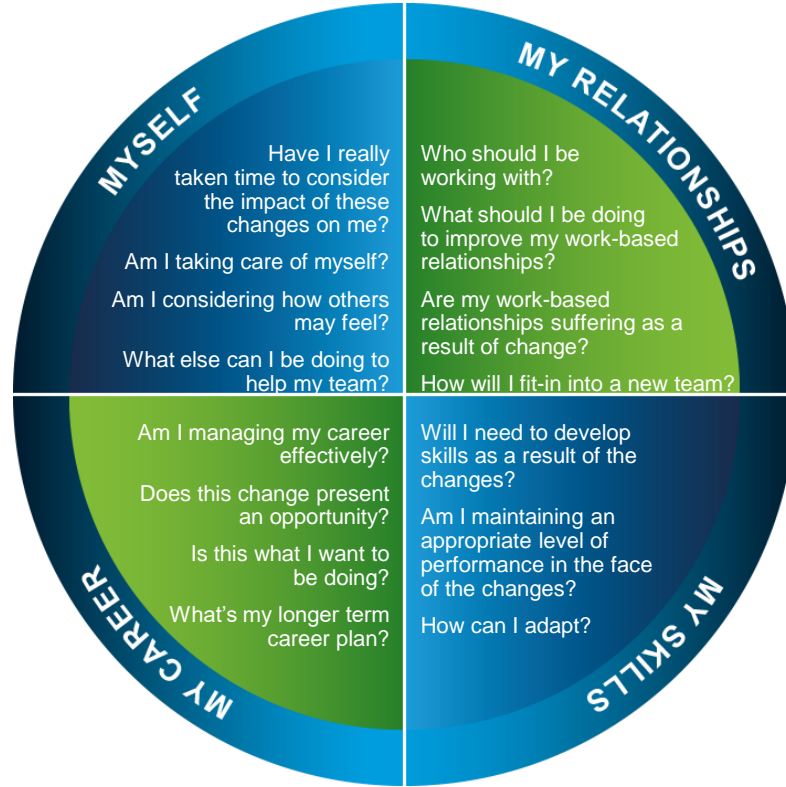 MYSELF
Have I really
taken time to consider
the impact of these
changes on me?
Am I taking care of myself?
Am I considering how others
may feel?
What else can I be doing to
help my team?
MY RELATIONSHIPS
Who should I be
working with?
What should I be doing
to improve my work-based
relationships?
Are my work-based
relationships suffering as a
result of change?
How will I fit-in into a new team?
MY CAREER
Am I managing my career
effectively?
Does this change present
an opportunity?
Is this what I want to
be doing?
What's my longer term
career plan?
MY SKILLS
Will I need to develop
skills as a result of the
changes?
Am I maintaining an
appropriate level of
performance in the face
of the changes?
How can I adapt?